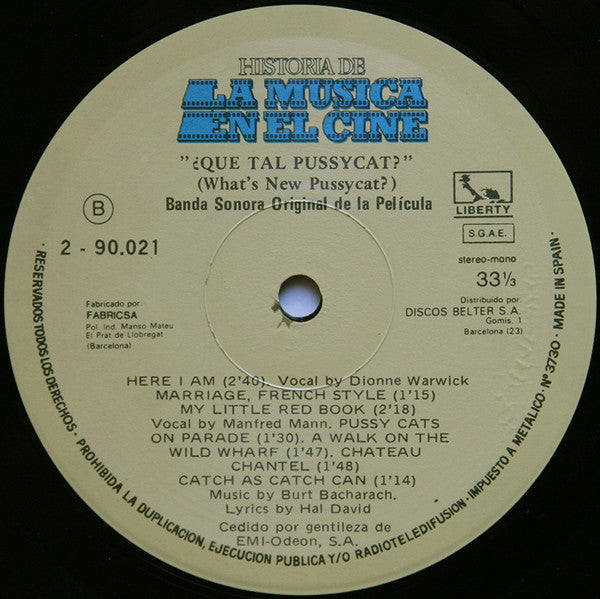 HISTORIA DE
LA MUSICA
EN EL CINE
"¿QUE TAL PUSSYCAT?"
(What's New Pussycat?)
Banda Sonora Original de la Película
B
2 - 90.021
LIBERTY
S.G.A.E.
stereo-mono
33⅓
Fabricado por:
FABRICSA
Pol. Ind. Manso Mateu
El Prat de Llobregat
(Barcelona)
Distribuido por
DISCOS BELTER S.A.
Gomis. 1
Barcelona (23)
HERE I AM (2'46). Vocal by Dionne Warwick
MARRIAGE, FRENCH STYLE (1'15)
MY LITTLE RED BOOK (2'18)
Vocal by Manfred Mann. PUSSY CATS
ON PARADE (1'30). A WALK ON THE
WILD WHARF (1'47). CHATEAU
CHANTEL (1'48)
CATCH AS CATCH CAN (1'14)
Music by Burt Bacharach.
Lyrics by Hal David
Cedido por gentileza de
EMI-Odeon, S.A.
· RESERVADOS TODOS LOS DERECHOS · PROHIBIDA LA DUPLICACION, EJECUCION PUBLICA Y/O RADIOTELEDIFUSION · IMPUESTO A METALICO · Nº 3730 · MADE IN SPAIN ·